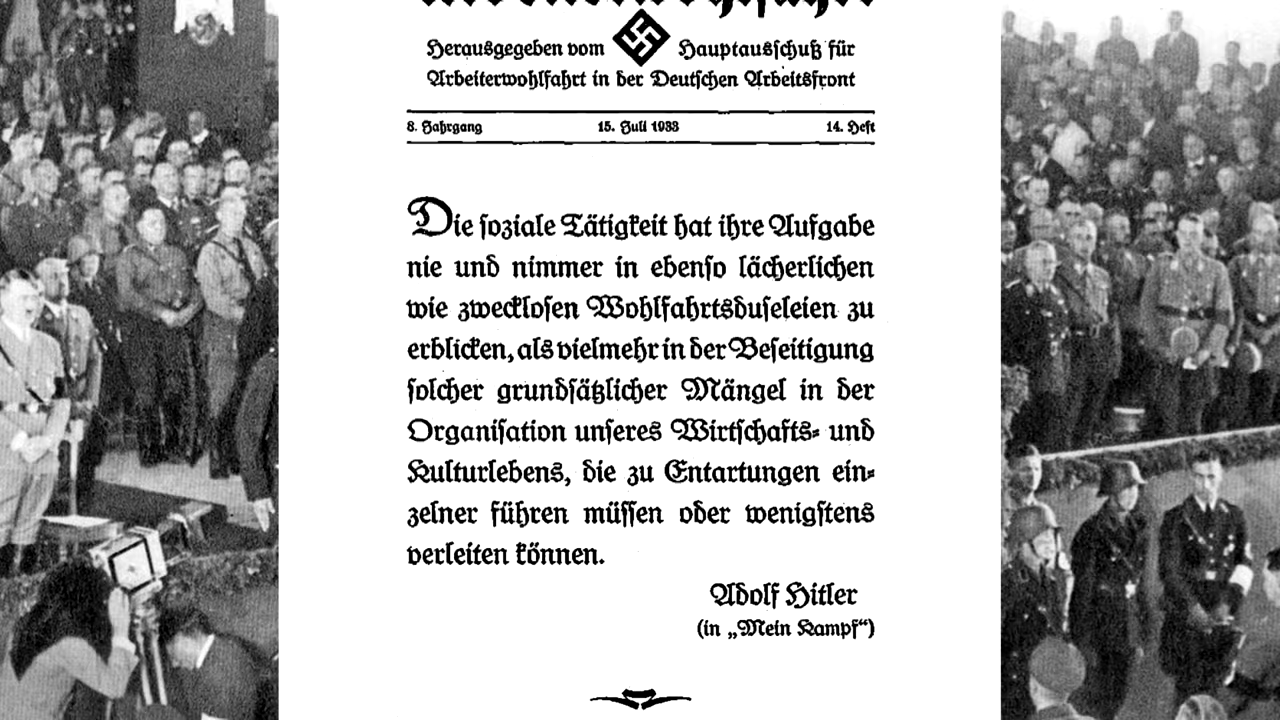 Herausgegeben vom Hauptausschuß für
Arbeiterwohlfahrt in der Deutschen Arbeitsfront
8. Jahrgang 15. Juli 1933 14. Heft
Die soziale Tätigkeit hat ihre Aufgabe
nie und nimmer in ebenso lächerlichen
wie zwecklosen Wohlfahrtsduseleien zu
erblicken, als vielmehr in der Beseitigung
solcher grundsätzlicher Mängel in der
Organisation unseres Wirtschafts- und
Kulturlebens, die zu Entartungen ein-
zelner führen müssen oder wenigstens
verleiten können.
Adolf Hitler
(in „Mein Kampf“)